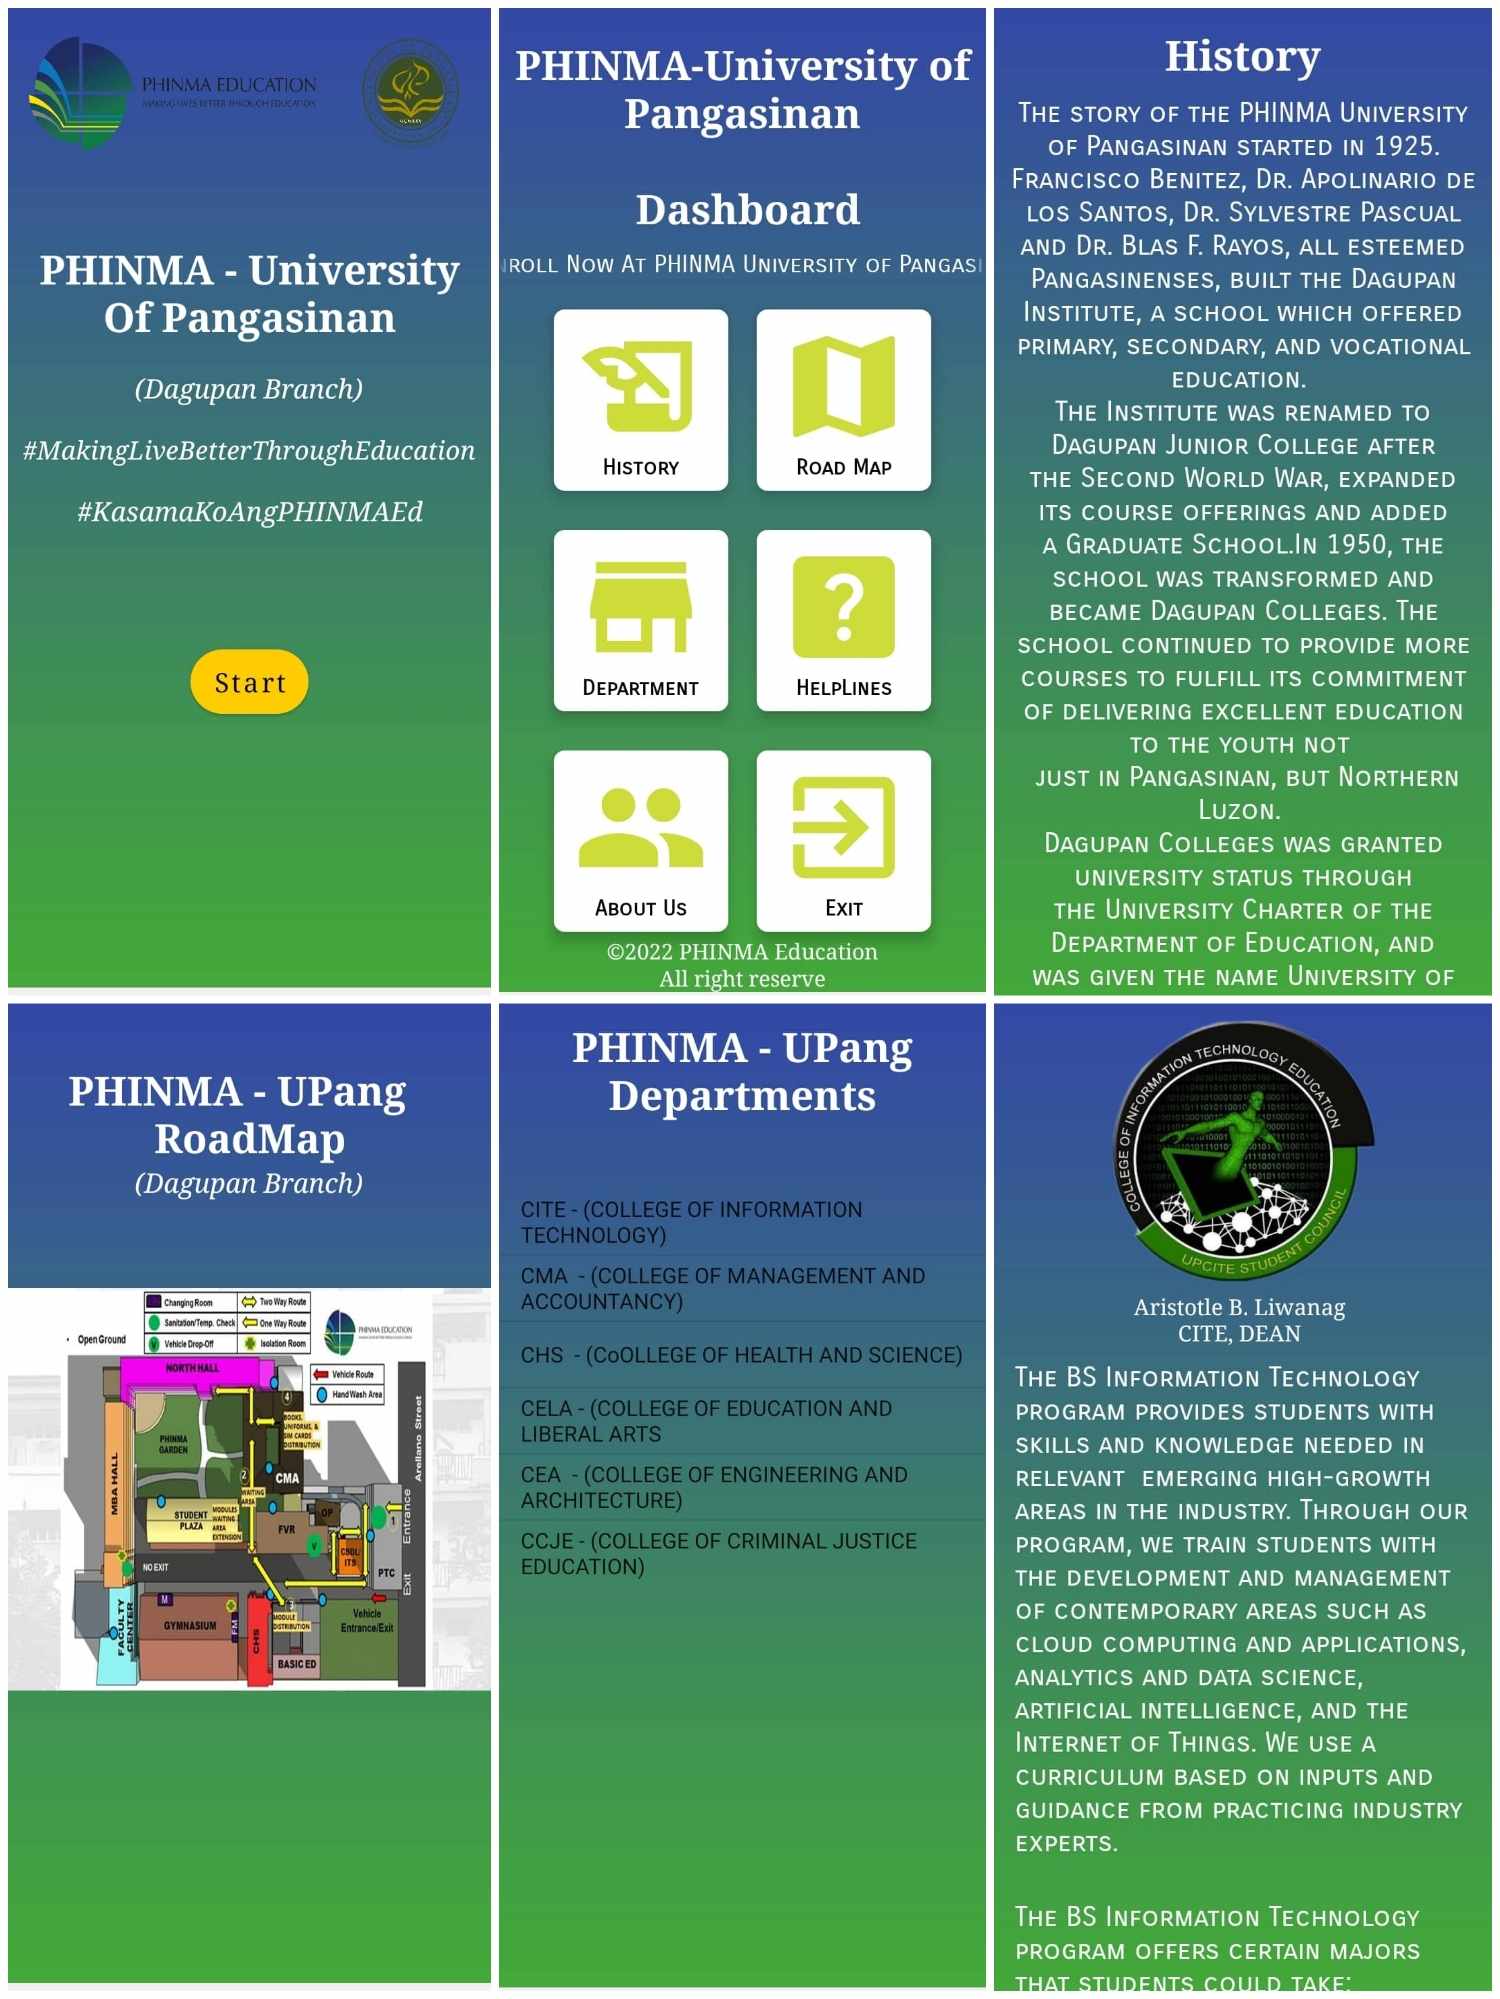 PHINMA EDUCATION
MAKING LIVES BETTER THROUGH EDUCATION
PHINMA - University
Of Pangasinan
(Dagupan Branch)
#MakingLiveBetterThroughEducation
#KasamaKoAngPHINMAEd
Start
PHINMA-University of
Pangasinan
Dashboard
ROLL NOW AT PHINMA UNIVERSITY OF PANGAS
HISTORY
ROAD MAP
DEPARTMENT
HELPLINES
ABOUT US
EXIT
©2022 PHINMA Education
All right reserve
History
THE STORY OF THE PHINMA UNIVERSITY
OF PANGASINAN STARTED IN 1925.
FRANCISCO BENITEZ, DR. APOLINARIO DE
LOS SANTOS, DR. SYLVESTRE PASCUAL
AND DR. BLAS F. RAYOS, ALL ESTEEMED
PANGASINENSES, BUILT THE DAGUPAN
INSTITUTE, A SCHOOL WHICH OFFERED
PRIMARY, SECONDARY, AND VOCATIONAL
EDUCATION.
THE INSTITUTE WAS RENAMED TO
DAGUPAN JUNIOR COLLEGE AFTER
THE SECOND WORLD WAR, EXPANDED
ITS COURSE OFFERINGS AND ADDED
A GRADUATE SCHOOL.IN 1950, THE
SCHOOL WAS TRANSFORMED AND
BECAME DAGUPAN COLLEGES. THE
SCHOOL CONTINUED TO PROVIDE MORE
COURSES TO FULFILL ITS COMMITMENT
OF DELIVERING EXCELLENT EDUCATION
TO THE YOUTH NOT
JUST IN PANGASINAN, BUT NORTHERN
LUZON.
DAGUPAN COLLEGES WAS GRANTED
UNIVERSITY STATUS THROUGH
THE UNIVERSITY CHARTER OF THE
DEPARTMENT OF EDUCATION, AND
WAS GIVEN THE NAME UNIVERSITY OF
PHINMA - UPang
RoadMap
(Dagupan Branch)
Changing Room
Two Way Route
Sanitation/Temp. Check
One Way Route
V Vehicle Drop-Off
Isolation Room
PHINMA EDUCATION
Vehicle Route
Hand Wash Area
• Open Ground
NORTH HALL
4
BOOKS,
UNIFORMS, &
SIM CARDS
DISTRIBUTION
Arellano Street
PHINMA
GARDEN
MBA HALL
2
CMA
WAITING
AREA
STUDENT
PLAZA
MODULES
WAITING
AREA
EXTENSION
OP
FVR
V
CSDL/
ITS
1
Entrance
NO EXIT
PTC
Exit
FACULTY
CENTER
M
GYMNASIUM
CHS
3
MODULE
DISTRIBUTION
BASIC ED
Vehicle
Entrance/Exit
PHINMA - UPang
Departments
CITE - (COLLEGE OF INFORMATION
TECHNOLOGY)
CMA  - (COLLEGE OF MANAGEMENT AND
ACCOUNTANCY)
CHS  - (CoOLLEGE OF HEALTH AND SCIENCE)
CELA - (COLLEGE OF EDUCATION AND
LIBERAL ARTS
CEA  - (COLLEGE OF ENGINEERING AND
ARCHITECTURE)
CCJE - (COLLEGE OF CRIMINAL JUSTICE
EDUCATION)
COLLEGE OF INFORMATION TECHNOLOGY EDUCATION
UPCITE STUDENT COUNCIL
Aristotle B. Liwanag
CITE, DEAN
THE BS INFORMATION TECHNOLOGY
PROGRAM PROVIDES STUDENTS WITH
SKILLS AND KNOWLEDGE NEEDED IN
RELEVANT  EMERGING HIGH-GROWTH
AREAS IN THE INDUSTRY. THROUGH OUR
PROGRAM, WE TRAIN STUDENTS WITH
THE DEVELOPMENT AND MANAGEMENT
OF CONTEMPORARY AREAS SUCH AS
CLOUD COMPUTING AND APPLICATIONS,
ANALYTICS AND DATA SCIENCE,
ARTIFICIAL INTELLIGENCE, AND THE
INTERNET OF THINGS. WE USE A
CURRICULUM BASED ON INPUTS AND
GUIDANCE FROM PRACTICING INDUSTRY
EXPERTS.
THE BS INFORMATION TECHNOLOGY
PROGRAM OFFERS CERTAIN MAJORS
THAT STUDENTS COULD TAKE: